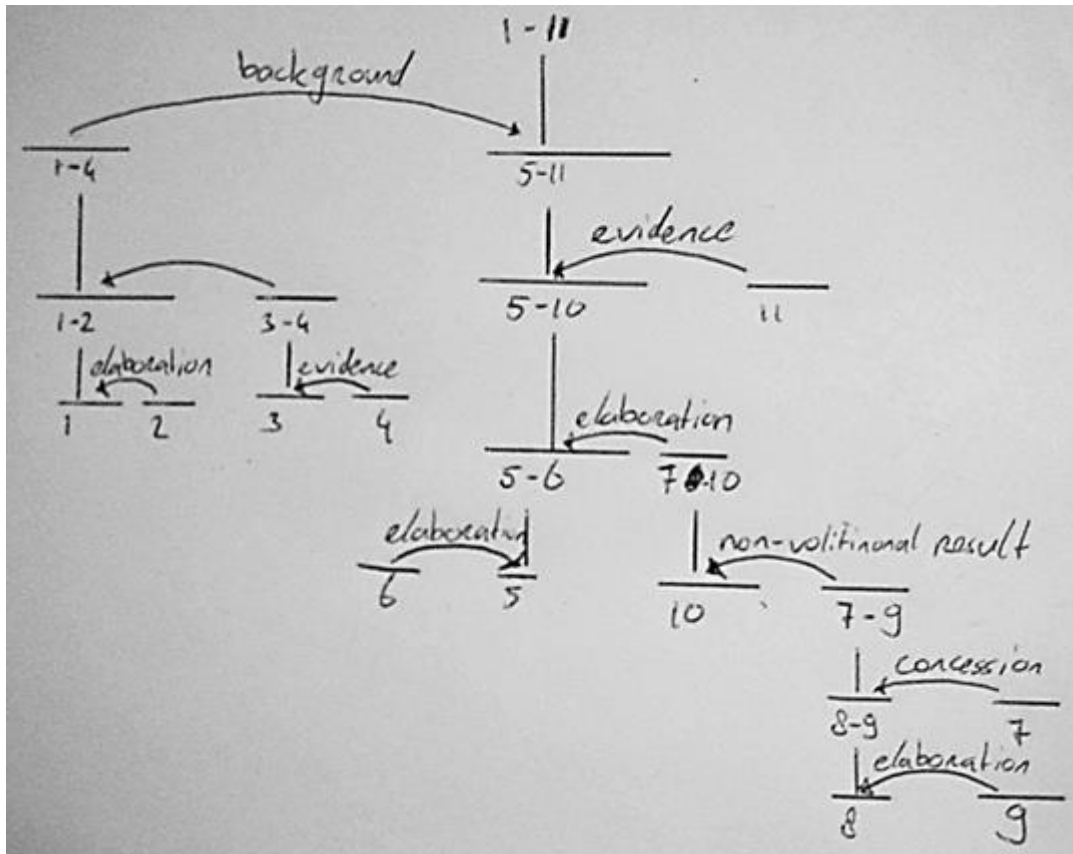 1-11
background
1-4 5-11
evidence
1-2 3-4 5-10 11
elaboration evidence
1 2 3 4
elaboration
5-6 7-10
elaboration non-volitinonal result
6 5 10 7-9
concession
8-9 7
elaboration
8 9